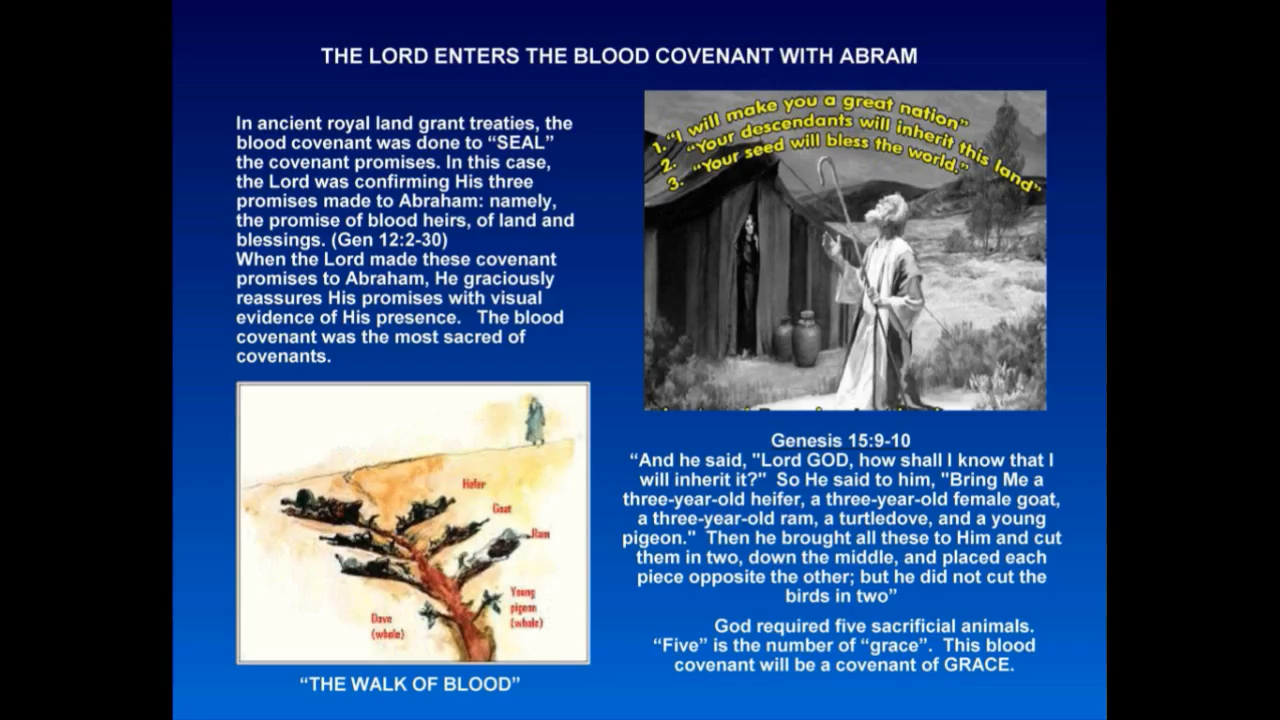 THE LORD ENTERS THE BLOOD COVENANT WITH ABRAM
In ancient royal land grant treaties, the
blood covenant was done to “SEAL”
the covenant promises. In this case,
the Lord was confirming His three
promises made to Abraham: namely,
the promise of blood heirs, of land and
blessings. (Gen 12:2-30)
When the Lord made these covenant
promises to Abraham, He graciously
reassures His promises with visual
evidence of His presence.   The blood
covenant was the most sacred of
covenants.
1. “I will make you a great nation”
2. “Your descendants will inherit this land”
3. “Your seed will bless the world.”
Hefer
Goat
Ram
Young
pigeon
(whole)
Dove
(whole)
“THE WALK OF BLOOD”
Genesis 15:9-10
“And he said, "Lord GOD, how shall I know that I
will inherit it?"  So He said to him, "Bring Me a
three-year-old heifer, a three-year-old female goat,
a three-year-old ram, a turtledove, and a young
pigeon."  Then he brought all these to Him and cut
them in two, down the middle, and placed each
piece opposite the other; but he did not cut the
birds in two”
God required five sacrificial animals.
“Five” is the number of “grace”.  This blood
covenant will be a covenant of GRACE.